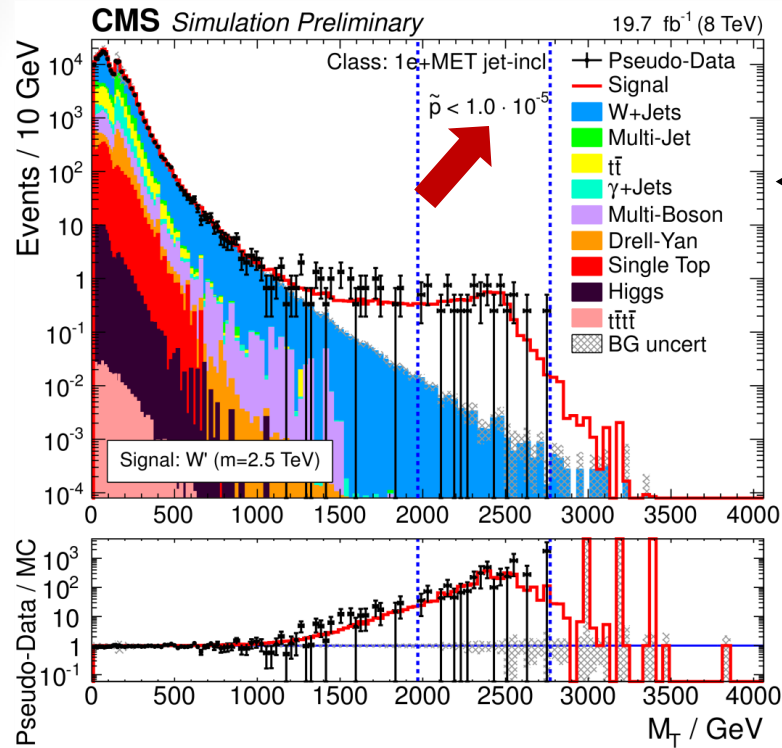 CMS Simulation Preliminary 19.7 fb⁻¹ (8 TeV)
Class: 1e+MET jet-incl
p̃ < 1.0 · 10⁻⁵
Pseudo-Data
Signal
W+Jets
Multi-Jet
tt̄
γ+Jets
Multi-Boson
Drell-Yan
Single Top
Higgs
tt̄tt̄
BG uncert
Events / 10 GeV
10⁴
10³
10²
10
1
10⁻¹
10⁻²
10⁻³
10⁻⁴
Signal: W' (m=2.5 TeV)
0 500 1000 1500 2000 2500 3000 3500 4000
Pseudo-Data / MC
10³
10²
10
1
10⁻¹
0 500 1000 1500 2000 2500 3000 3500 4000
M_T / GeV